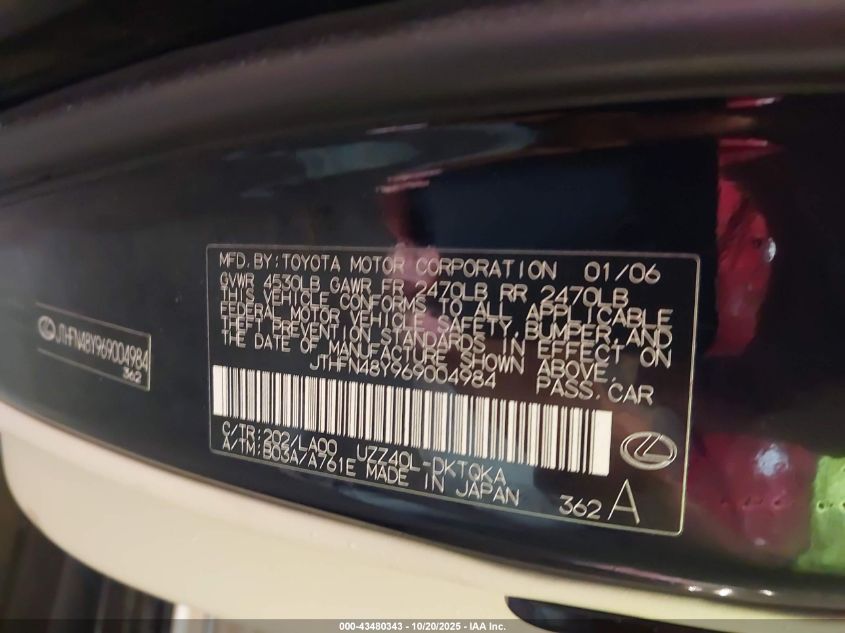 MFD. BY: TOYOTA MOTOR CORPORATION 01/06
GVWR 4530LB GAWR FR 2470LB RR 2470LB
THIS VEHICLE CONFORMS TO ALL APPLICABLE
FEDERAL MOTOR VEHICLE SAFETY, BUMPER, AND
THEFT PREVENTION STANDARDS IN EFFECT ON
THE DATE OF MANUFACTURE SHOWN ABOVE.
JTHFN48Y969004984 PASS. CAR
C/TR: 202/LA00 UZZ40L-DKTQKA
A/TM: B03A/A761E MADE IN JAPAN
362 A
JTHFN48Y969004984
362
000-43480343 - 10/20/2025 - IAA Inc.